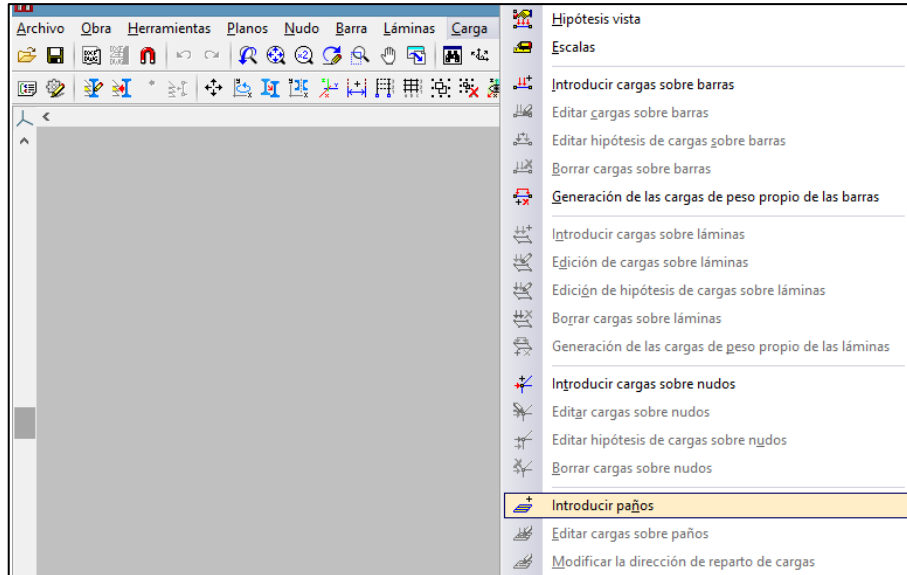 Archivo Obra Herramientas Planos Nudo Barra Láminas Carga
Hipótesis vista
Escalas
Introducir cargas sobre barras
Editar cargas sobre barras
Editar hipótesis de cargas sobre barras
Borrar cargas sobre barras
Generación de las cargas de peso propio de las barras
Introducir cargas sobre láminas
Edición de cargas sobre láminas
Edición de hipótesis de cargas sobre láminas
Borrar cargas sobre láminas
Generación de las cargas de peso propio de las láminas
Introducir cargas sobre nudos
Editar cargas sobre nudos
Editar hipótesis de cargas sobre nudos
Borrar cargas sobre nudos
Introducir paños
Editar cargas sobre paños
Modificar la dirección de reparto de cargas